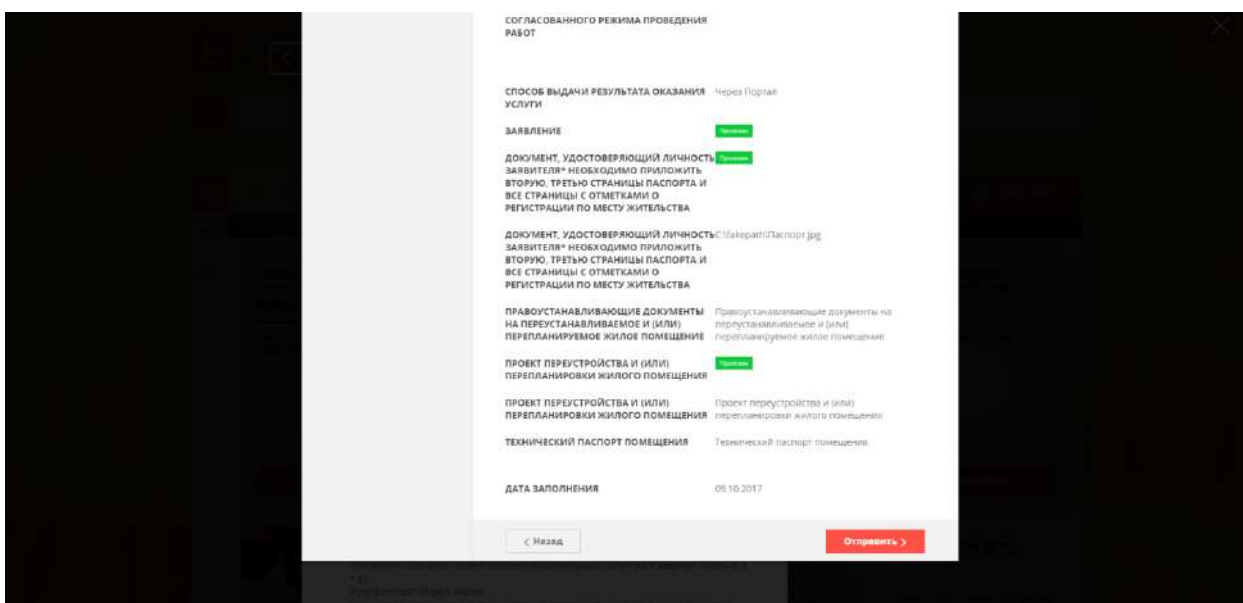 СОГЛАСОВАННОГО РЕЖИМА ПРОВЕДЕНИЯ
РАБОТ
СПОСОБ ВЫДАЧИ РЕЗУЛЬТАТА ОКАЗАНИЯ Через Портал
УСЛУГИ
ЗАЯВЛЕНИЕ
ДОКУМЕНТ, УДОСТОВЕРЯЮЩИЙ ЛИЧНОСТЬ
ЗАЯВИТЕЛЯ* НЕОБХОДИМО ПРИЛОЖИТЬ
ВТОРУЮ, ТРЕТЬЮ СТРАНИЦЫ ПАСПОРТА И
ВСЕ СТРАНИЦЫ С ОТМЕТКАМИ О
РЕГИСТРАЦИИ ПО МЕСТУ ЖИТЕЛЬСТВА
ДОКУМЕНТ, УДОСТОВЕРЯЮЩИЙ ЛИЧНОСТЬ C:\fakepath\Паспорт.jpg
ЗАЯВИТЕЛЯ* НЕОБХОДИМО ПРИЛОЖИТЬ
ВТОРУЮ, ТРЕТЬЮ СТРАНИЦЫ ПАСПОРТА И
ВСЕ СТРАНИЦЫ С ОТМЕТКАМИ О
РЕГИСТРАЦИИ ПО МЕСТУ ЖИТЕЛЬСТВА
ПРАВОУСТАНАВЛИВАЮЩИЕ ДОКУМЕНТЫ Правоустанавливающие документы на
НА ПЕРЕУСТАНАВЛИВАЕМОЕ И (ИЛИ) переустанавливаемое и (или)
ПЕРЕПЛАНИРУЕМОЕ ЖИЛОЕ ПОМЕЩЕНИЕ перепланируемое жилое помещение
ПРОЕКТ ПЕРЕУСТРОЙСТВА И (ИЛИ)
ПЕРЕПЛАНИРОВКИ ЖИЛОГО ПОМЕЩЕНИЯ
ПРОЕКТ ПЕРЕУСТРОЙСТВА И (ИЛИ) Проект переустройства и (или)
ПЕРЕПЛАНИРОВКИ ЖИЛОГО ПОМЕЩЕНИЯ перепланировки жилого помещения
ТЕХНИЧЕСКИЙ ПАСПОРТ ПОМЕЩЕНИЯ Технический паспорт помещения
ДАТА ЗАПОЛНЕНИЯ 09.10.2017
< Назад Отправить >